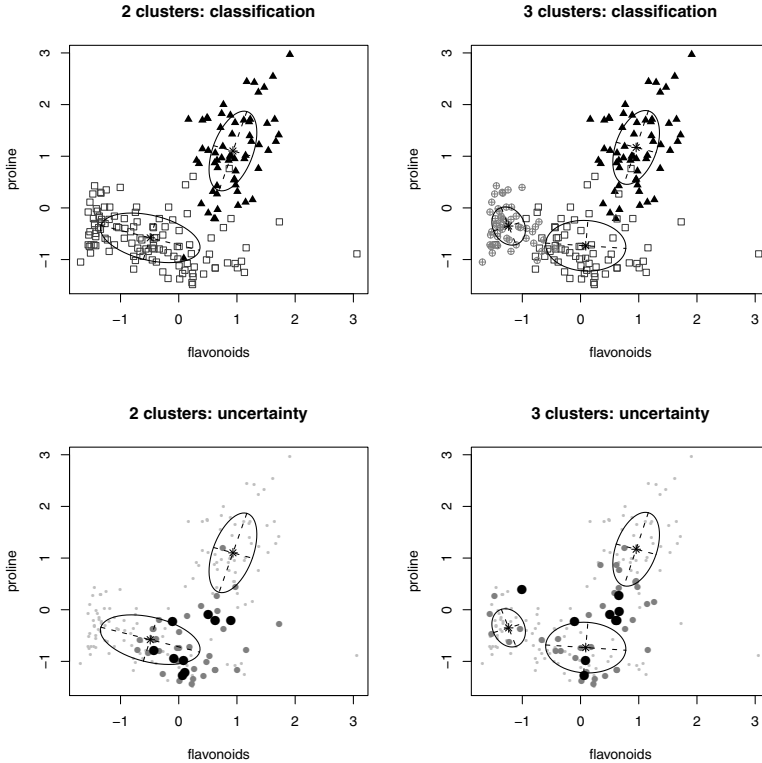 2 clusters: classification
3
2
1
0
−1
proline
−1 0 1 2 3
flavonoids
3 clusters: classification
3
2
1
0
−1
proline
−1 0 1 2 3
flavonoids
2 clusters: uncertainty
3
2
1
0
−1
proline
−1 0 1 2 3
flavonoids
3 clusters: uncertainty
3
2
1
0
−1
proline
−1 0 1 2 3
flavonoids